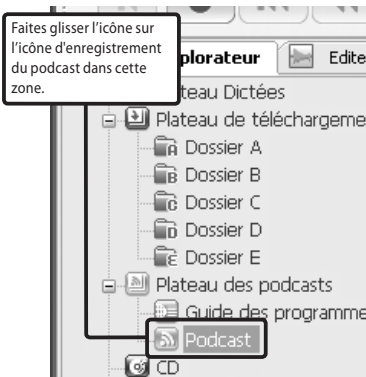 Faites glisser l'icône sur
l'icône d'enregistrement
du podcast dans cette
zone.
plorateur
Edite
teau Dictées
Plateau de téléchargeme
Dossier A
Dossier B
Dossier C
Dossier D
Dossier E
Plateau des podcasts
Guide des programme
Podcast
CD